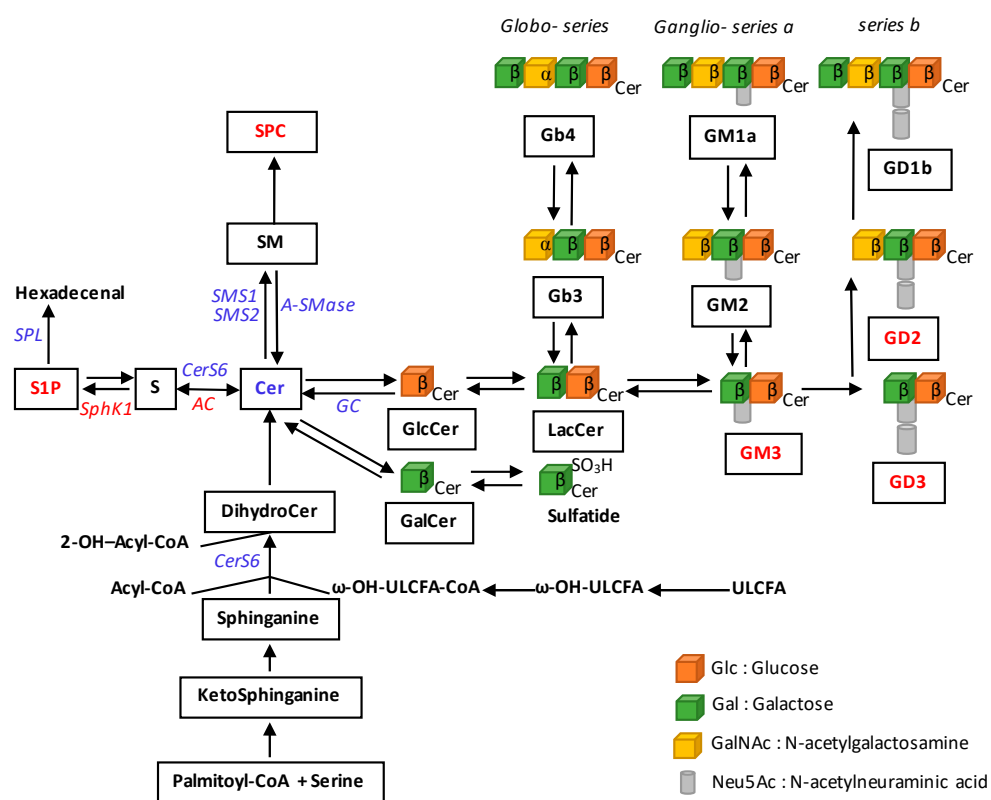 Globo- series
Ganglio- series a
series b
β α β β Cer
β β β β Cer
β β β β Cer
SPC
Gb4
GM1a
GD1b
SM
α β β Cer
β β β Cer
β β β Cer
Hexadecenal
SMS1
SMS2
A-SMase
Gb3
GM2
GD2
SPL
CerS6
S1P
S
Cer
β Cer
β β Cer
β β Cer
β β Cer
SphK1
AC
GC
GlcCer
LacCer
GM3
GD3
β Cer
β SO3H
Cer
DihydroCer
GalCer
Sulfatide
2-OH–Acyl-CoA
CerS6
Acyl-CoA
ω-OH-ULCFA-CoA
ω-OH-ULCFA
ULCFA
Sphinganine
KetoSphinganine
Palmitoyl-CoA + Serine
Glc : Glucose
Gal : Galactose
GalNAc : N-acetylgalactosamine
Neu5Ac : N-acetylneuraminic acid